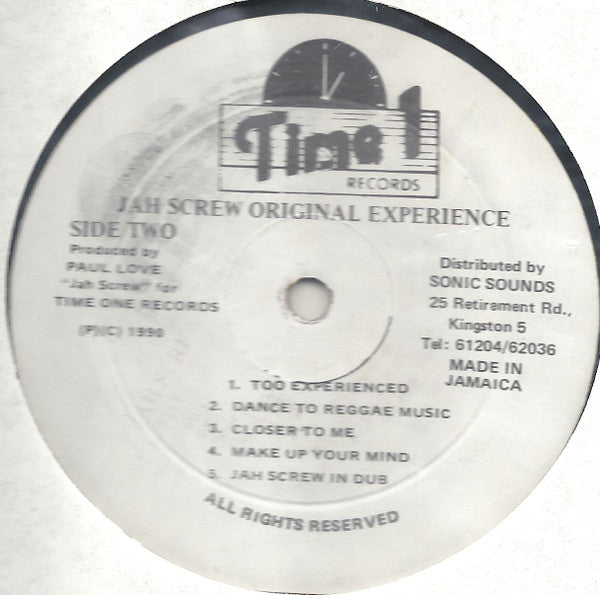 Time 1
RECORDS
JAH SCREW ORIGINAL EXPERIENCE
SIDE TWO
Produced by
PAUL LOVE
"Jah Screw" for
TIME ONE RECORDS
(P)(C) 1990
Distributed by
SONIC SOUNDS
25 Retirement Rd.,
Kingston 5
Tel: 61204/62036
MADE IN
JAMAICA
1. TOO EXPERIENCED
2. DANCE TO REGGAE MUSIC
3. CLOSER TO ME
4. MAKE UP YOUR MIND
5. JAH SCREW IN DUB
ALL RIGHTS RESERVED